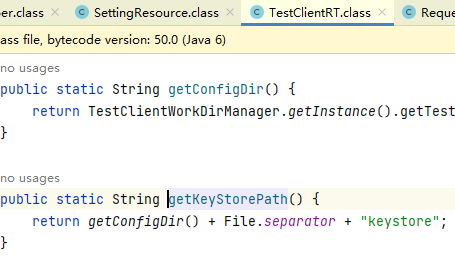 er.class × SettingResource.class × TestClientRT.class × Reque
ass file, bytecode version: 50.0 (Java 6)
no usages
public static String getConfigDir() {
return TestClientWorkDirManager.getInstance().getTest
}
no usages
public static String getKeyStorePath() {
return getConfigDir() + File.separator + "keystore";
}